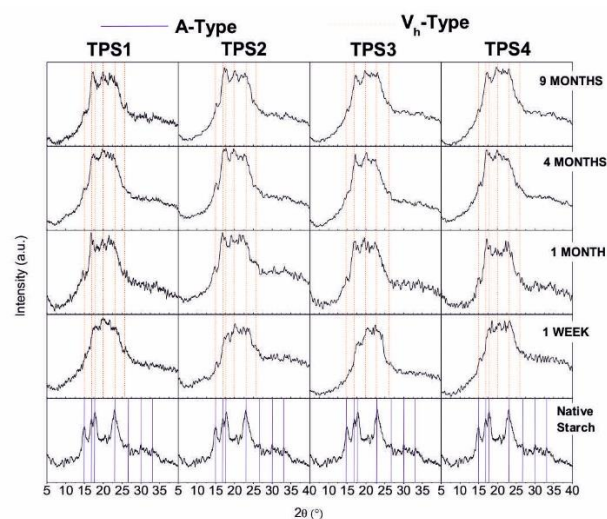 A-Type Vh-Type
TPS1 TPS2 TPS3 TPS4
9 MONTHS
4 MONTHS
1 MONTH
1 WEEK
Native
Starch
Intensity (a.u.)
5 10 15 20 25 30 35 5 10 15 20 25 30 35 5 10 15 20 25 30 35 5 10 15 20 25 30 35 40
2θ (°)